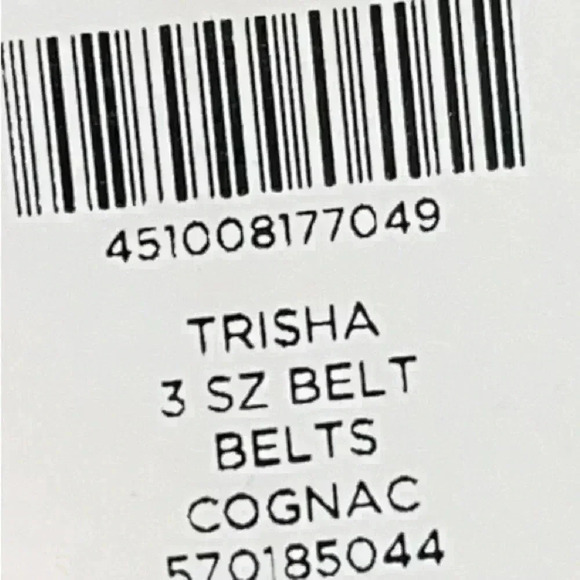 451008177049
TRISHA
3 SZ BELT
BELTS
COGNAC
570185044